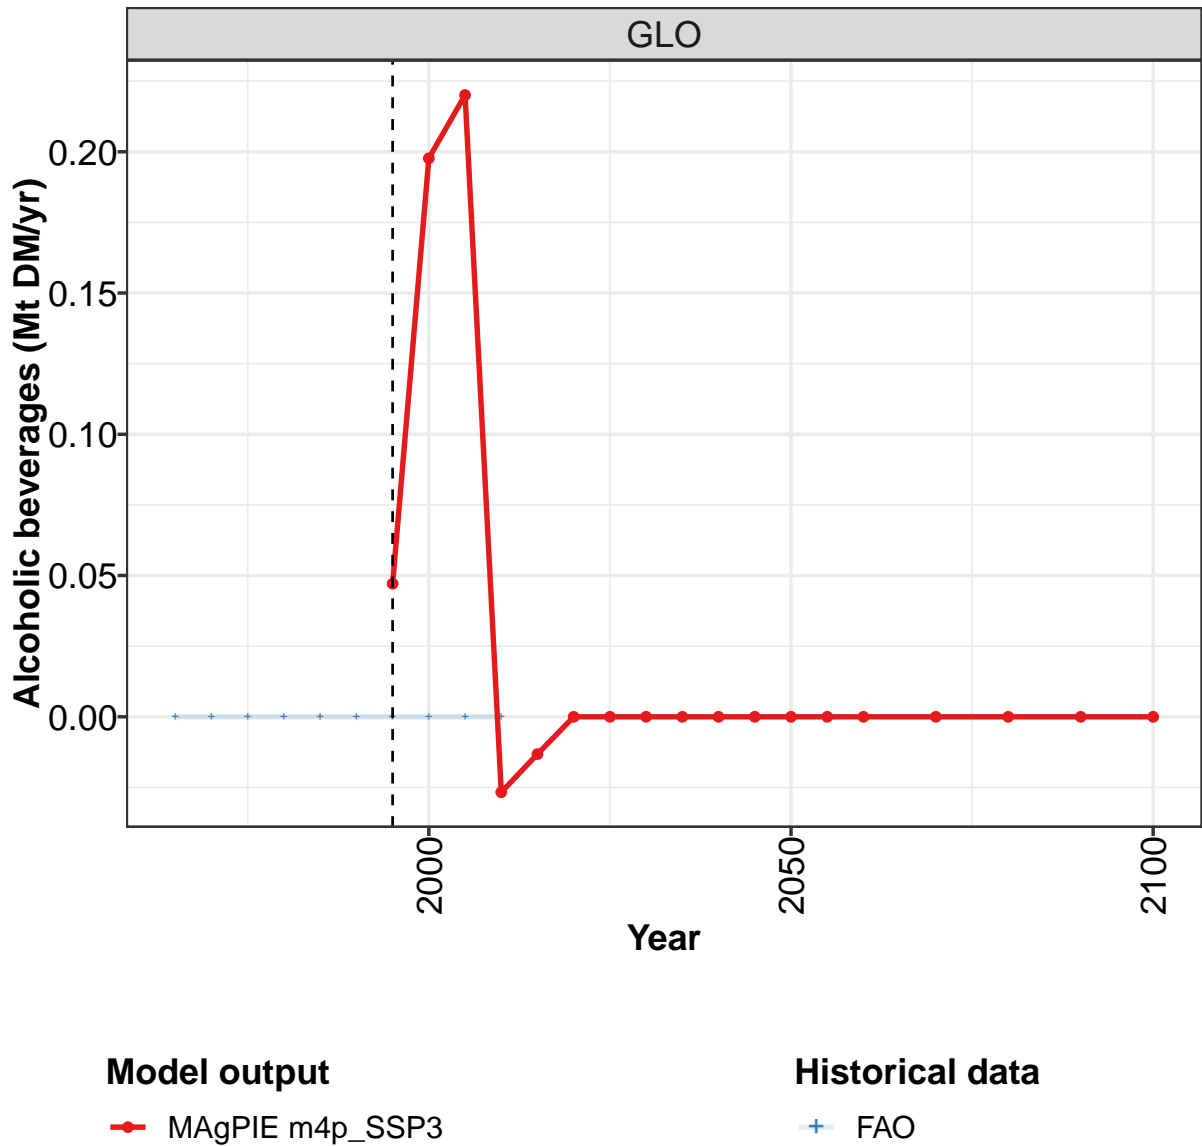 GLO
Alcoholic beverages (Mt DM/yr)
0.20
0.15
0.10
0.05
0.00
2000
2050
2100
Year
Model output
MAgPIE m4p_SSP3
Historical data
FAO